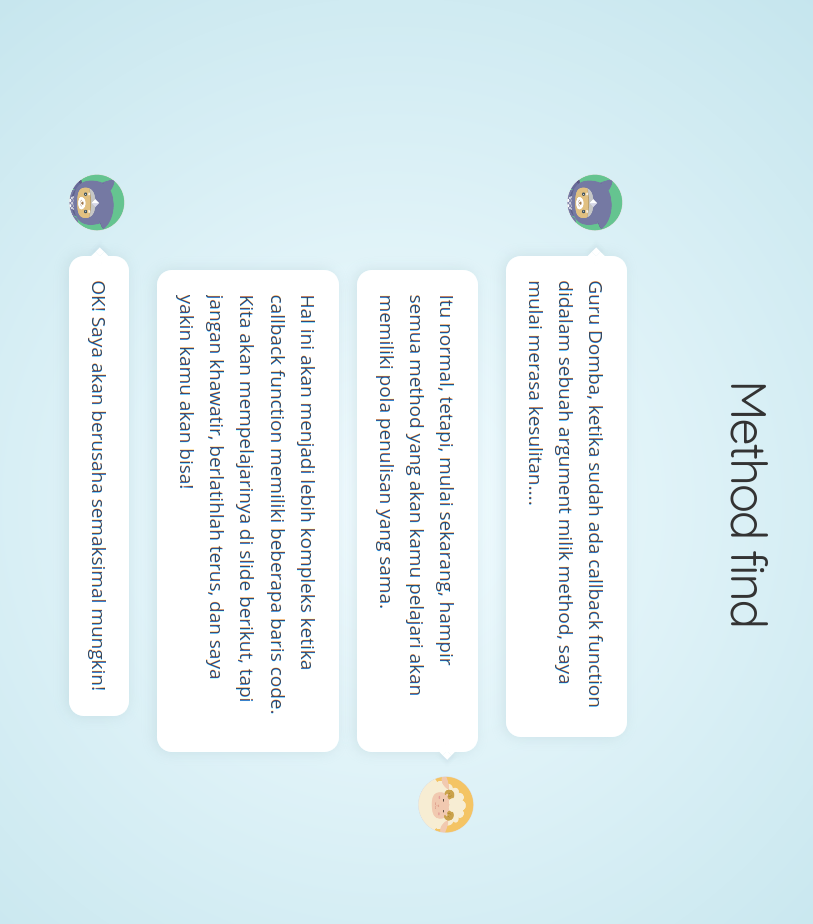 Method find
Guru Domba, ketika sudah ada callback function
didalam sebuah argument milik method, saya
mulai merasa kesulitan....
Itu normal, tetapi, mulai sekarang, hampir
semua method yang akan kamu pelajari akan
memiliki pola penulisan yang sama.
Hal ini akan menjadi lebih kompleks ketika
callback function memiliki beberapa baris code.
Kita akan mempelajarinya di slide berikut, tapi
jangan khawatir, berlatihlah terus, dan saya
yakin kamu akan bisa!
OK! Saya akan berusaha semaksimal mungkin!